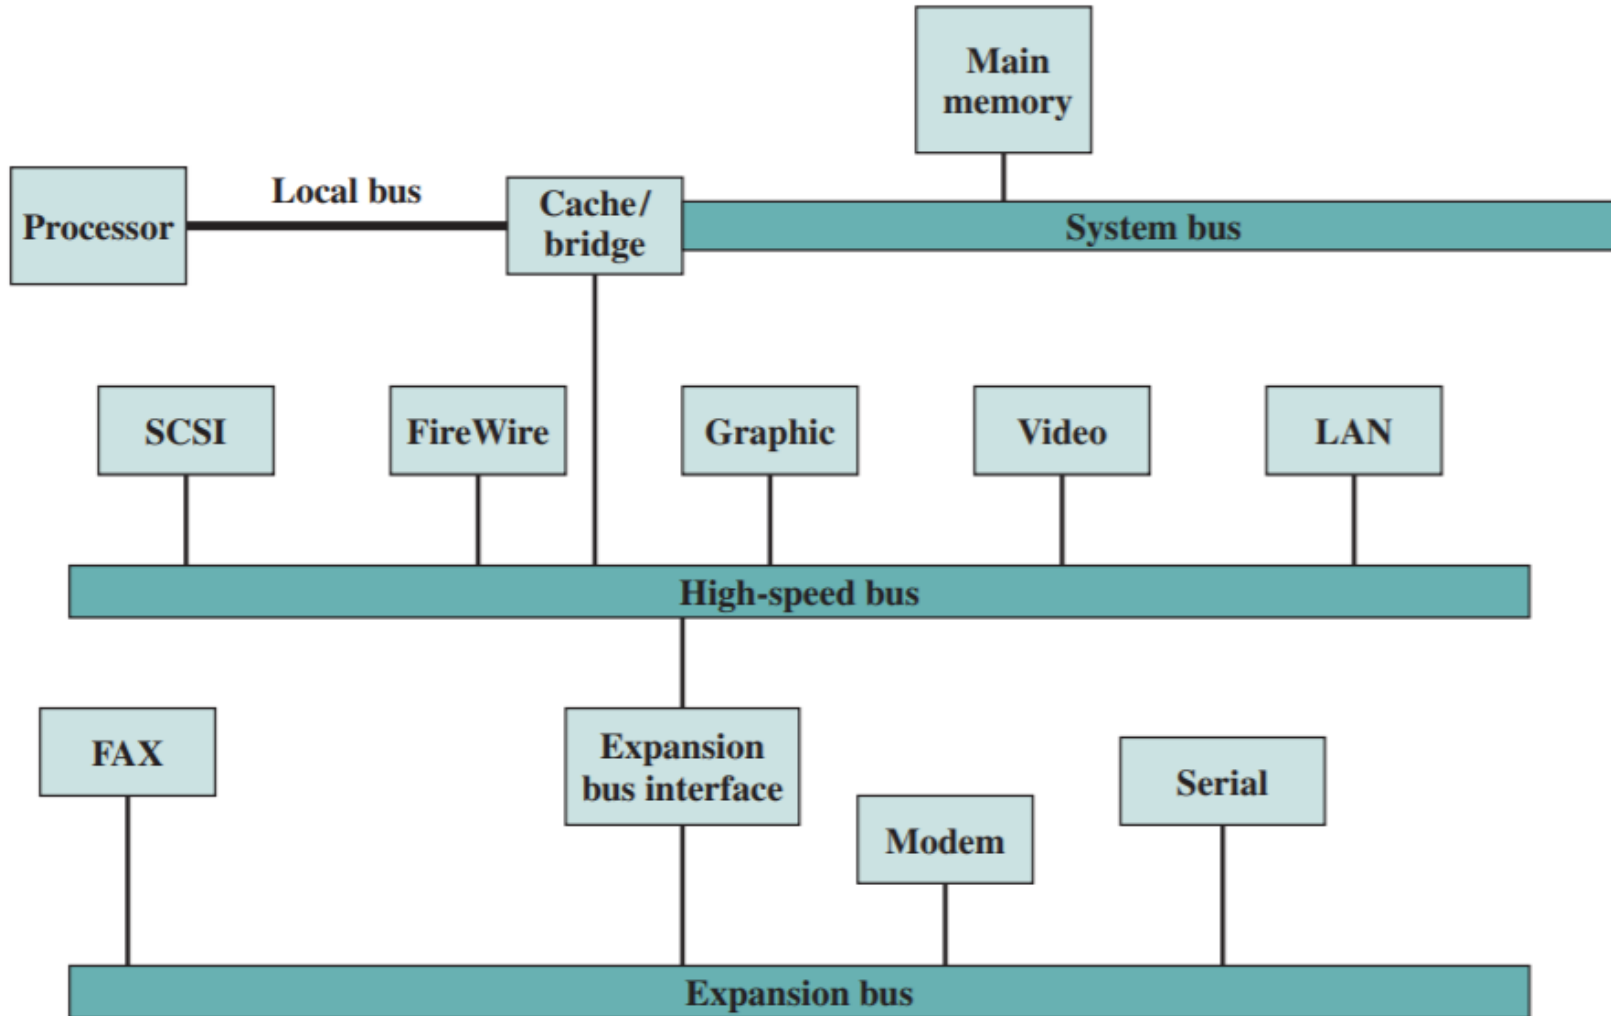 Main
memory
Local bus
Processor
Cache/
bridge
System bus
SCSI
FireWire
Graphic
Video
LAN
High-speed bus
FAX
Expansion
bus interface
Serial
Modem
Expansion bus